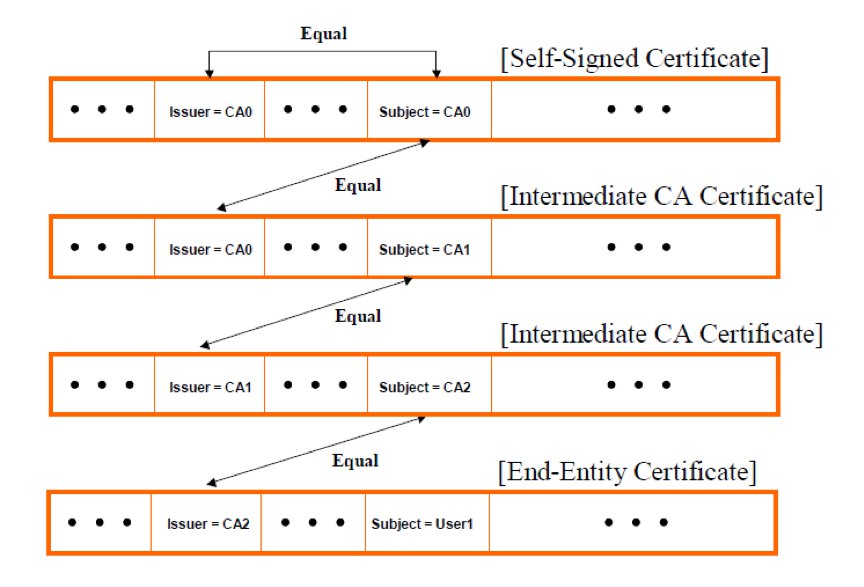 Equal
[Self-Signed Certificate]
• • • Issuer = CA0 • • • Subject = CA0 • • •
Equal
[Intermediate CA Certificate]
• • • Issuer = CA0 • • • Subject = CA1 • • •
Equal
[Intermediate CA Certificate]
• • • Issuer = CA1 • • • Subject = CA2 • • •
Equal
[End-Entity Certificate]
• • • Issuer = CA2 • • • Subject = User1 • • •